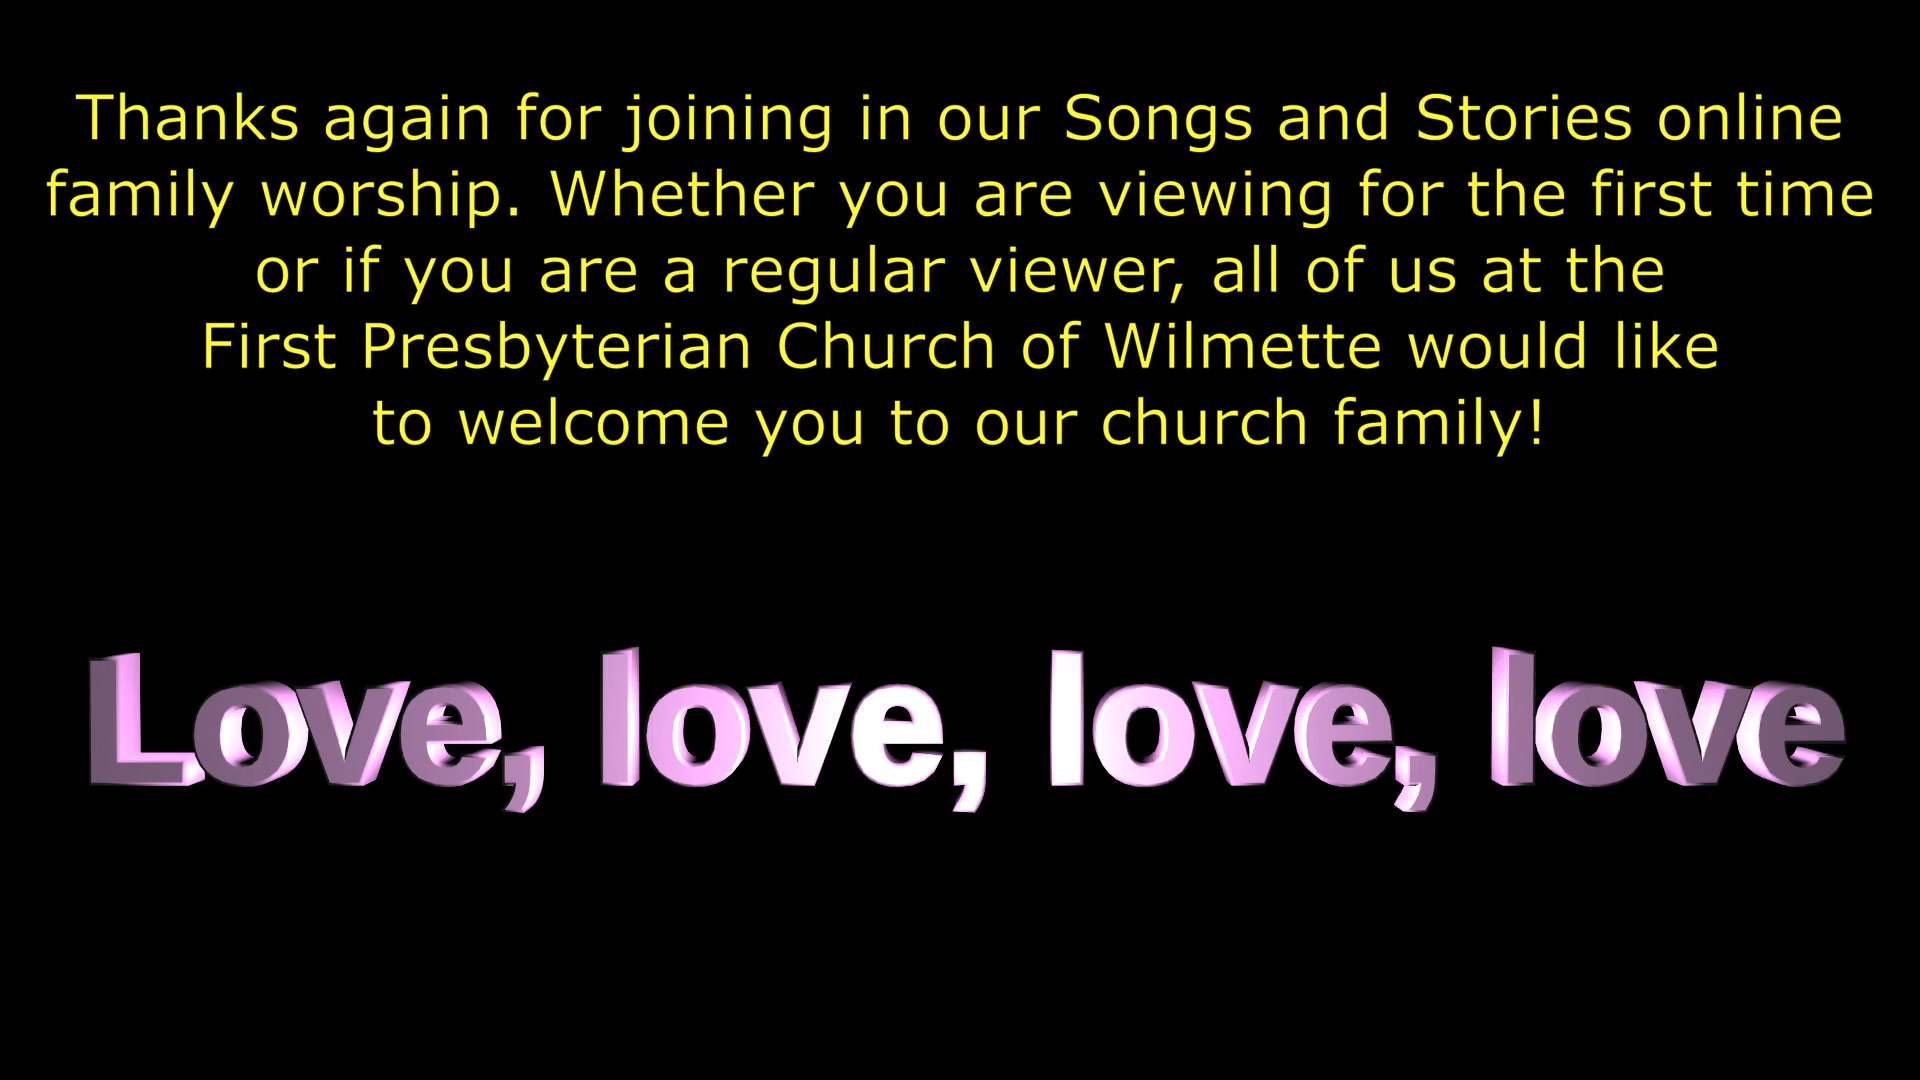 Thanks again for joining in our Songs and Stories online
family worship. Whether you are viewing for the first time
or if you are a regular viewer, all of us at the
First Presbyterian Church of Wilmette would like
to welcome you to our church family!
Love, love, love, love